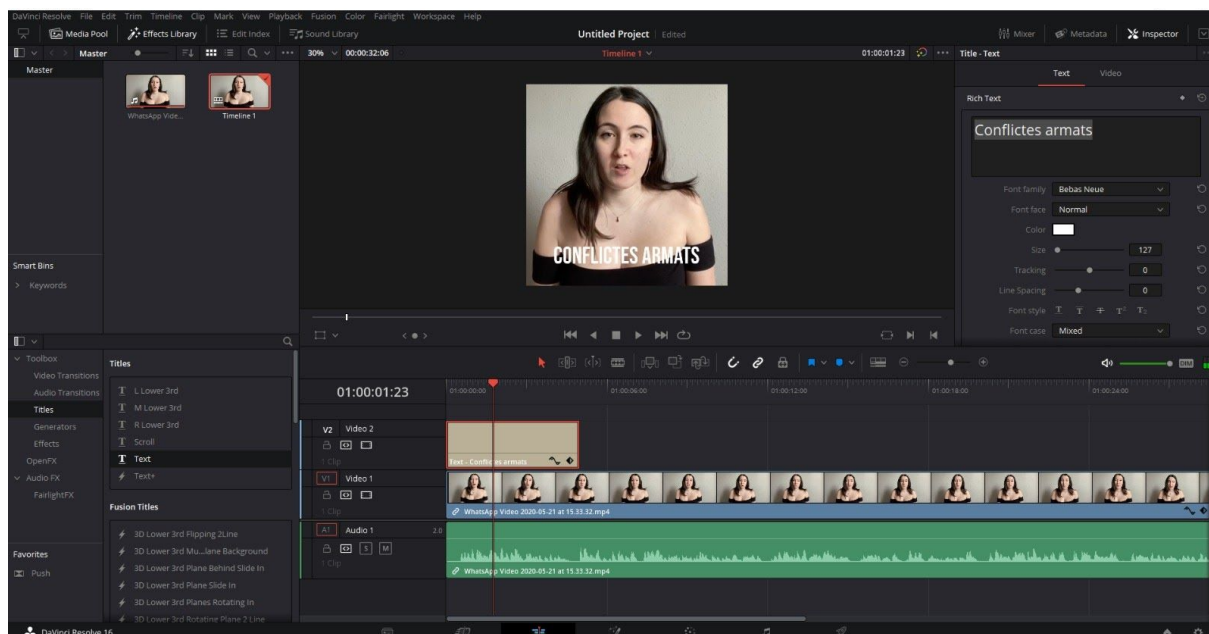 DaVinci Resolve File Edit Trim Timeline Clip Mark View Playback Fusion Color Fairlight Workspace Help
Media Pool Effects Library Edit Index Sound Library Untitled Project Edited Mixer Metadata Inspector
Master 30% 00:00:32:06 Timeline 1 01:00:01:23 Title - Text
Master
Text Video
WhatsApp Vide... Timeline 1
Rich Text
Conflictes armats
Font family Bebas Neue
Font face Normal
Color
CONFLICTES ARMATS
Size 127
Smart Bins
Tracking 0
Keywords
Line Spacing 0
Font style T T T T T
Font case Mixed
Toolbox
Video Transitions
Audio Transitions
Titles
Generators
Effects
OpenFX
Audio FX
FairlightFX
Favorites
Push
Titles
L Lower 3rd
M Lower 3rd
R Lower 3rd
Scroll
Text
Text+
Fusion Titles
3D Lower 3rd Flipping 2Line
3D Lower 3rd Mu...lane Background
3D Lower 3rd Plane Behind Slide In
3D Lower 3rd Plane Slide In
3D Lower 3rd Planes Rotating In
3D Lower 3rd Rotating Plane 2 Line
DIM
01:00:01:23 01:00:00:00 01:00:06:00 01:00:12:00 01:00:18:00 01:00:24:00
V2 Video 2
1 Clip
Text - Conflictes armats
V1 Video 1
1 Clip
WhatsApp Video 2020-05-21 at 15.33.32.mp4
A1 Audio 1 2.0
S M
1 Clip
WhatsApp Video 2020-05-21 at 15.33.32.mp4
DaVinci Resolve 16